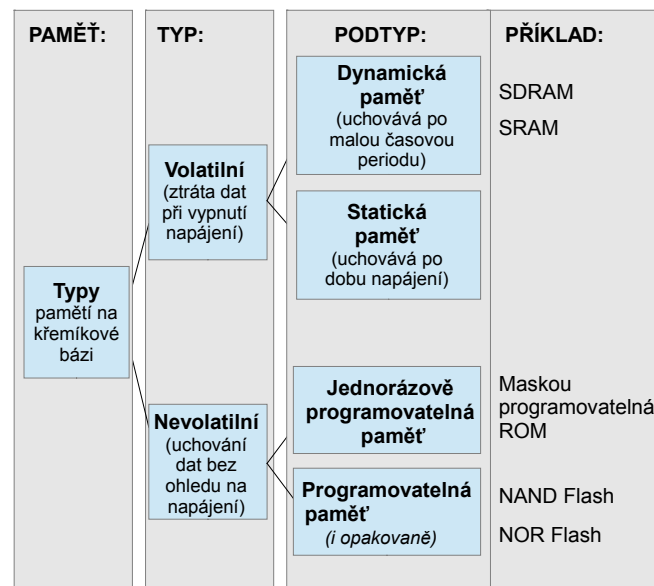 PAMĚŤ:
TYP:
PODTYP:
PŘÍKLAD:
Typy
pamětí na
křemíkové
bázi
Volatilní
(ztráta dat
při vypnutí
napájení)
Dynamická
paměť
(uchovává po
malou časovou
periodu)
SDRAM
SRAM
Statická
paměť
(uchovává po
dobu napájení)
Nevolatilní
(uchování
dat bez
ohledu na
napájení)
Jednorázově
programovatelná
paměť
Maskou
programovatelná
ROM
Programovatelná
paměť
(i opakovaně)
NAND Flash
NOR Flash